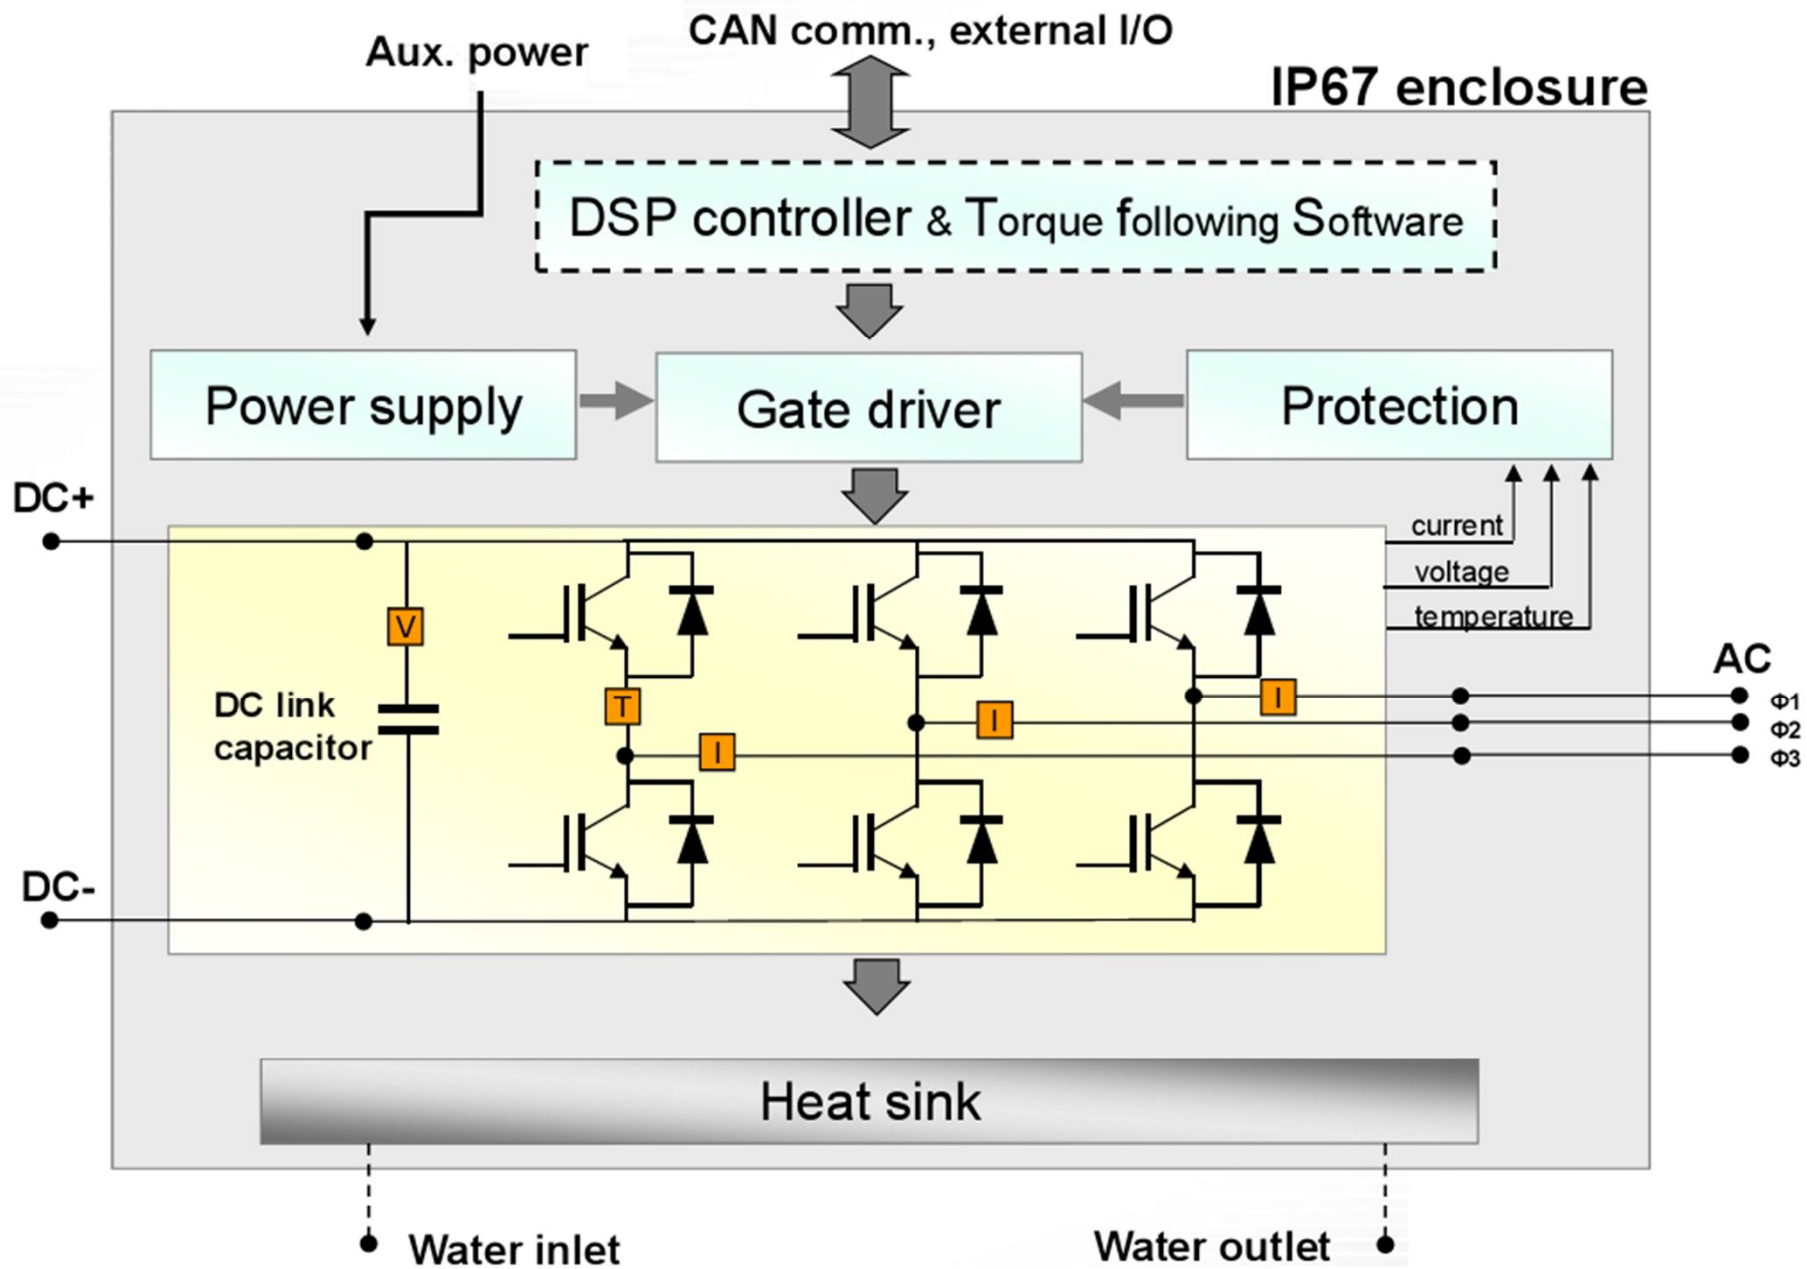 CAN comm., external I/O
Aux. power
IP67 enclosure
DSP controller & Torque following Software
Power supply
Gate driver
Protection
DC+
current
voltage
temperature
V
DC link
capacitor
T
I
I
I
AC
Φ1
Φ2
Φ3
DC-
Heat sink
Water inlet
Water outlet